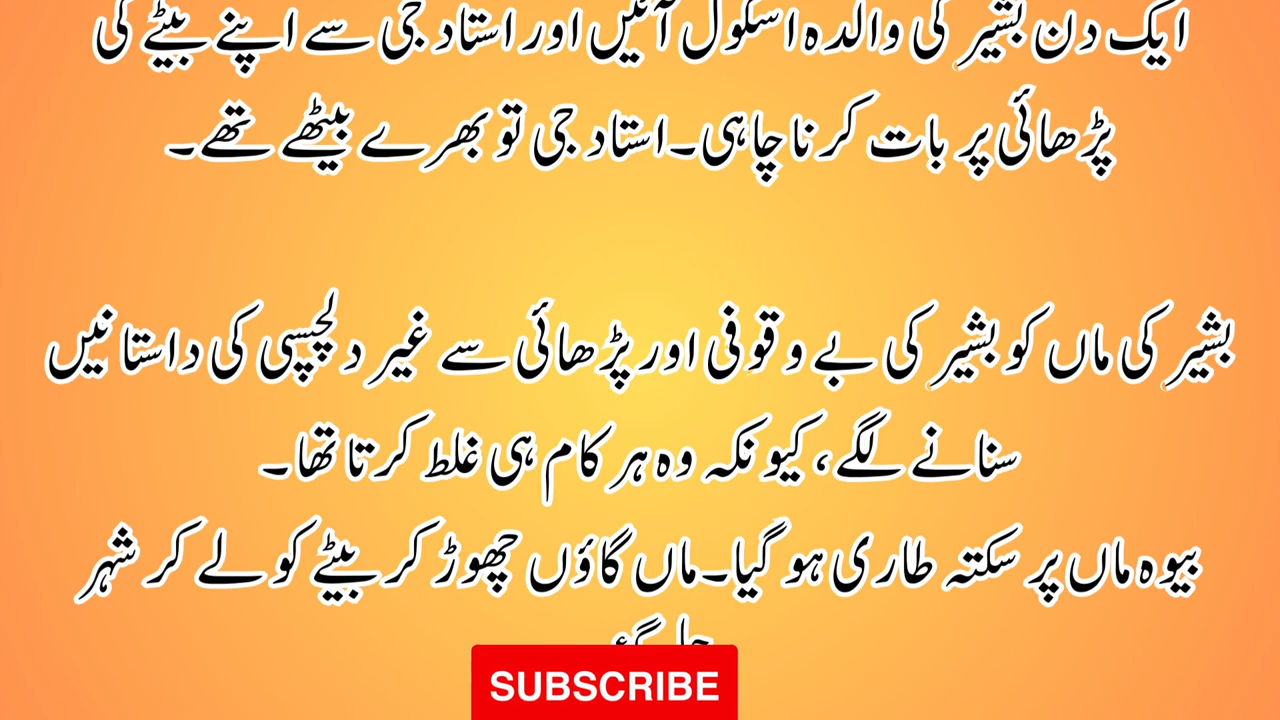 ایک دن بشیر کی والدہ اسکول آئیں اور استاد جی سے اپنے بیٹے کی
پڑھائی پر بات کرنا چاہی۔ استاد جی تو بھرے بیٹھے تھے۔
بشیر کی ماں کو بشیر کی بے وقوفی اور پڑھائی سے غیر دلچسپی کی داستانیں
سنانے لگے، کیونکہ وہ ہر کام ہی غلط کرتا تھا۔
بیوہ ماں پر سکتہ طاری ہو گیا۔ ماں گاؤں چھوڑ کر بیٹے کو لے کر شہر
SUBSCRIBE